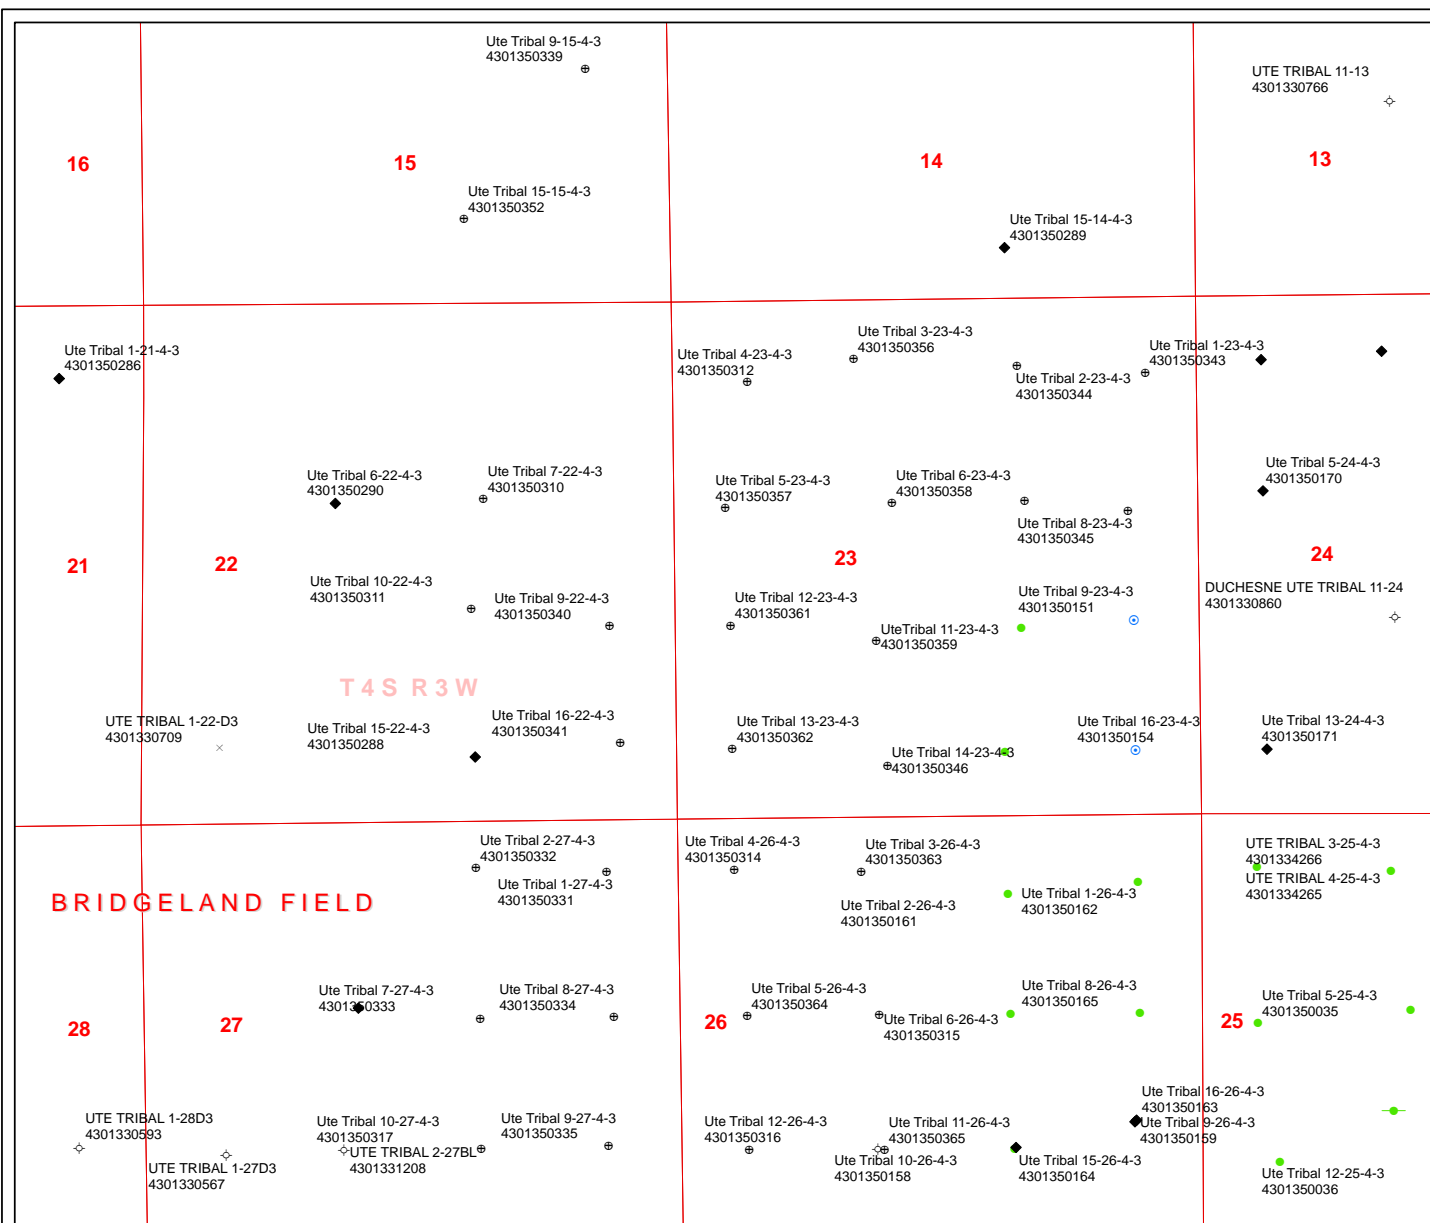 Ute Tribal 9-15-4-3
4301350339
UTE TRIBAL 11-13
4301330766
16
15
14
13
Ute Tribal 15-15-4-3
4301350352
Ute Tribal 15-14-4-3
4301350289
Ute Tribal 1-21-4-3
4301350286
Ute Tribal 4-23-4-3
4301350312
Ute Tribal 3-23-4-3
4301350356
Ute Tribal 2-23-4-3
4301350344
Ute Tribal 1-23-4-3
4301350343
Ute Tribal 6-22-4-3
4301350290
Ute Tribal 7-22-4-3
4301350310
Ute Tribal 5-23-4-3
4301350357
Ute Tribal 6-23-4-3
4301350358
Ute Tribal 8-23-4-3
4301350345
Ute Tribal 5-24-4-3
4301350170
21
22
23
24
Ute Tribal 10-22-4-3
4301350311
Ute Tribal 9-22-4-3
4301350340
Ute Tribal 12-23-4-3
4301350361
UteTribal 11-23-4-3
4301350359
Ute Tribal 9-23-4-3
4301350151
DUCHESNE UTE TRIBAL 11-24
4301330860
T4S R3W
UTE TRIBAL 1-22-D3
4301330709
Ute Tribal 15-22-4-3
4301350288
Ute Tribal 16-22-4-3
4301350341
Ute Tribal 13-23-4-3
4301350362
Ute Tribal 14-23-4-3
4301350346
Ute Tribal 16-23-4-3
4301350154
Ute Tribal 13-24-4-3
4301350171
Ute Tribal 2-27-4-3
4301350332
Ute Tribal 1-27-4-3
4301350331
Ute Tribal 4-26-4-3
4301350314
Ute Tribal 3-26-4-3
4301350363
Ute Tribal 2-26-4-3
4301350161
Ute Tribal 1-26-4-3
4301350162
UTE TRIBAL 3-25-4-3
4301334266
UTE TRIBAL 4-25-4-3
4301334265
BRIDGELAND FIELD
Ute Tribal 7-27-4-3
4301350333
Ute Tribal 8-27-4-3
4301350334
Ute Tribal 5-26-4-3
4301350364
Ute Tribal 6-26-4-3
4301350315
Ute Tribal 8-26-4-3
4301350165
Ute Tribal 5-25-4-3
4301350035
28
27
26
25
UTE TRIBAL 1-28D3
4301330593
UTE TRIBAL 1-27D3
4301330567
Ute Tribal 10-27-4-3
4301350317
UTE TRIBAL 2-27BL
4301331208
Ute Tribal 9-27-4-3
4301350335
Ute Tribal 12-26-4-3
4301350316
Ute Tribal 11-26-4-3
4301350365
Ute Tribal 10-26-4-3
4301350158
Ute Tribal 16-26-4-3
4301350163
Ute Tribal 9-26-4-3
4301350159
Ute Tribal 15-26-4-3
4301350164
Ute Tribal 12-25-4-3
4301350036